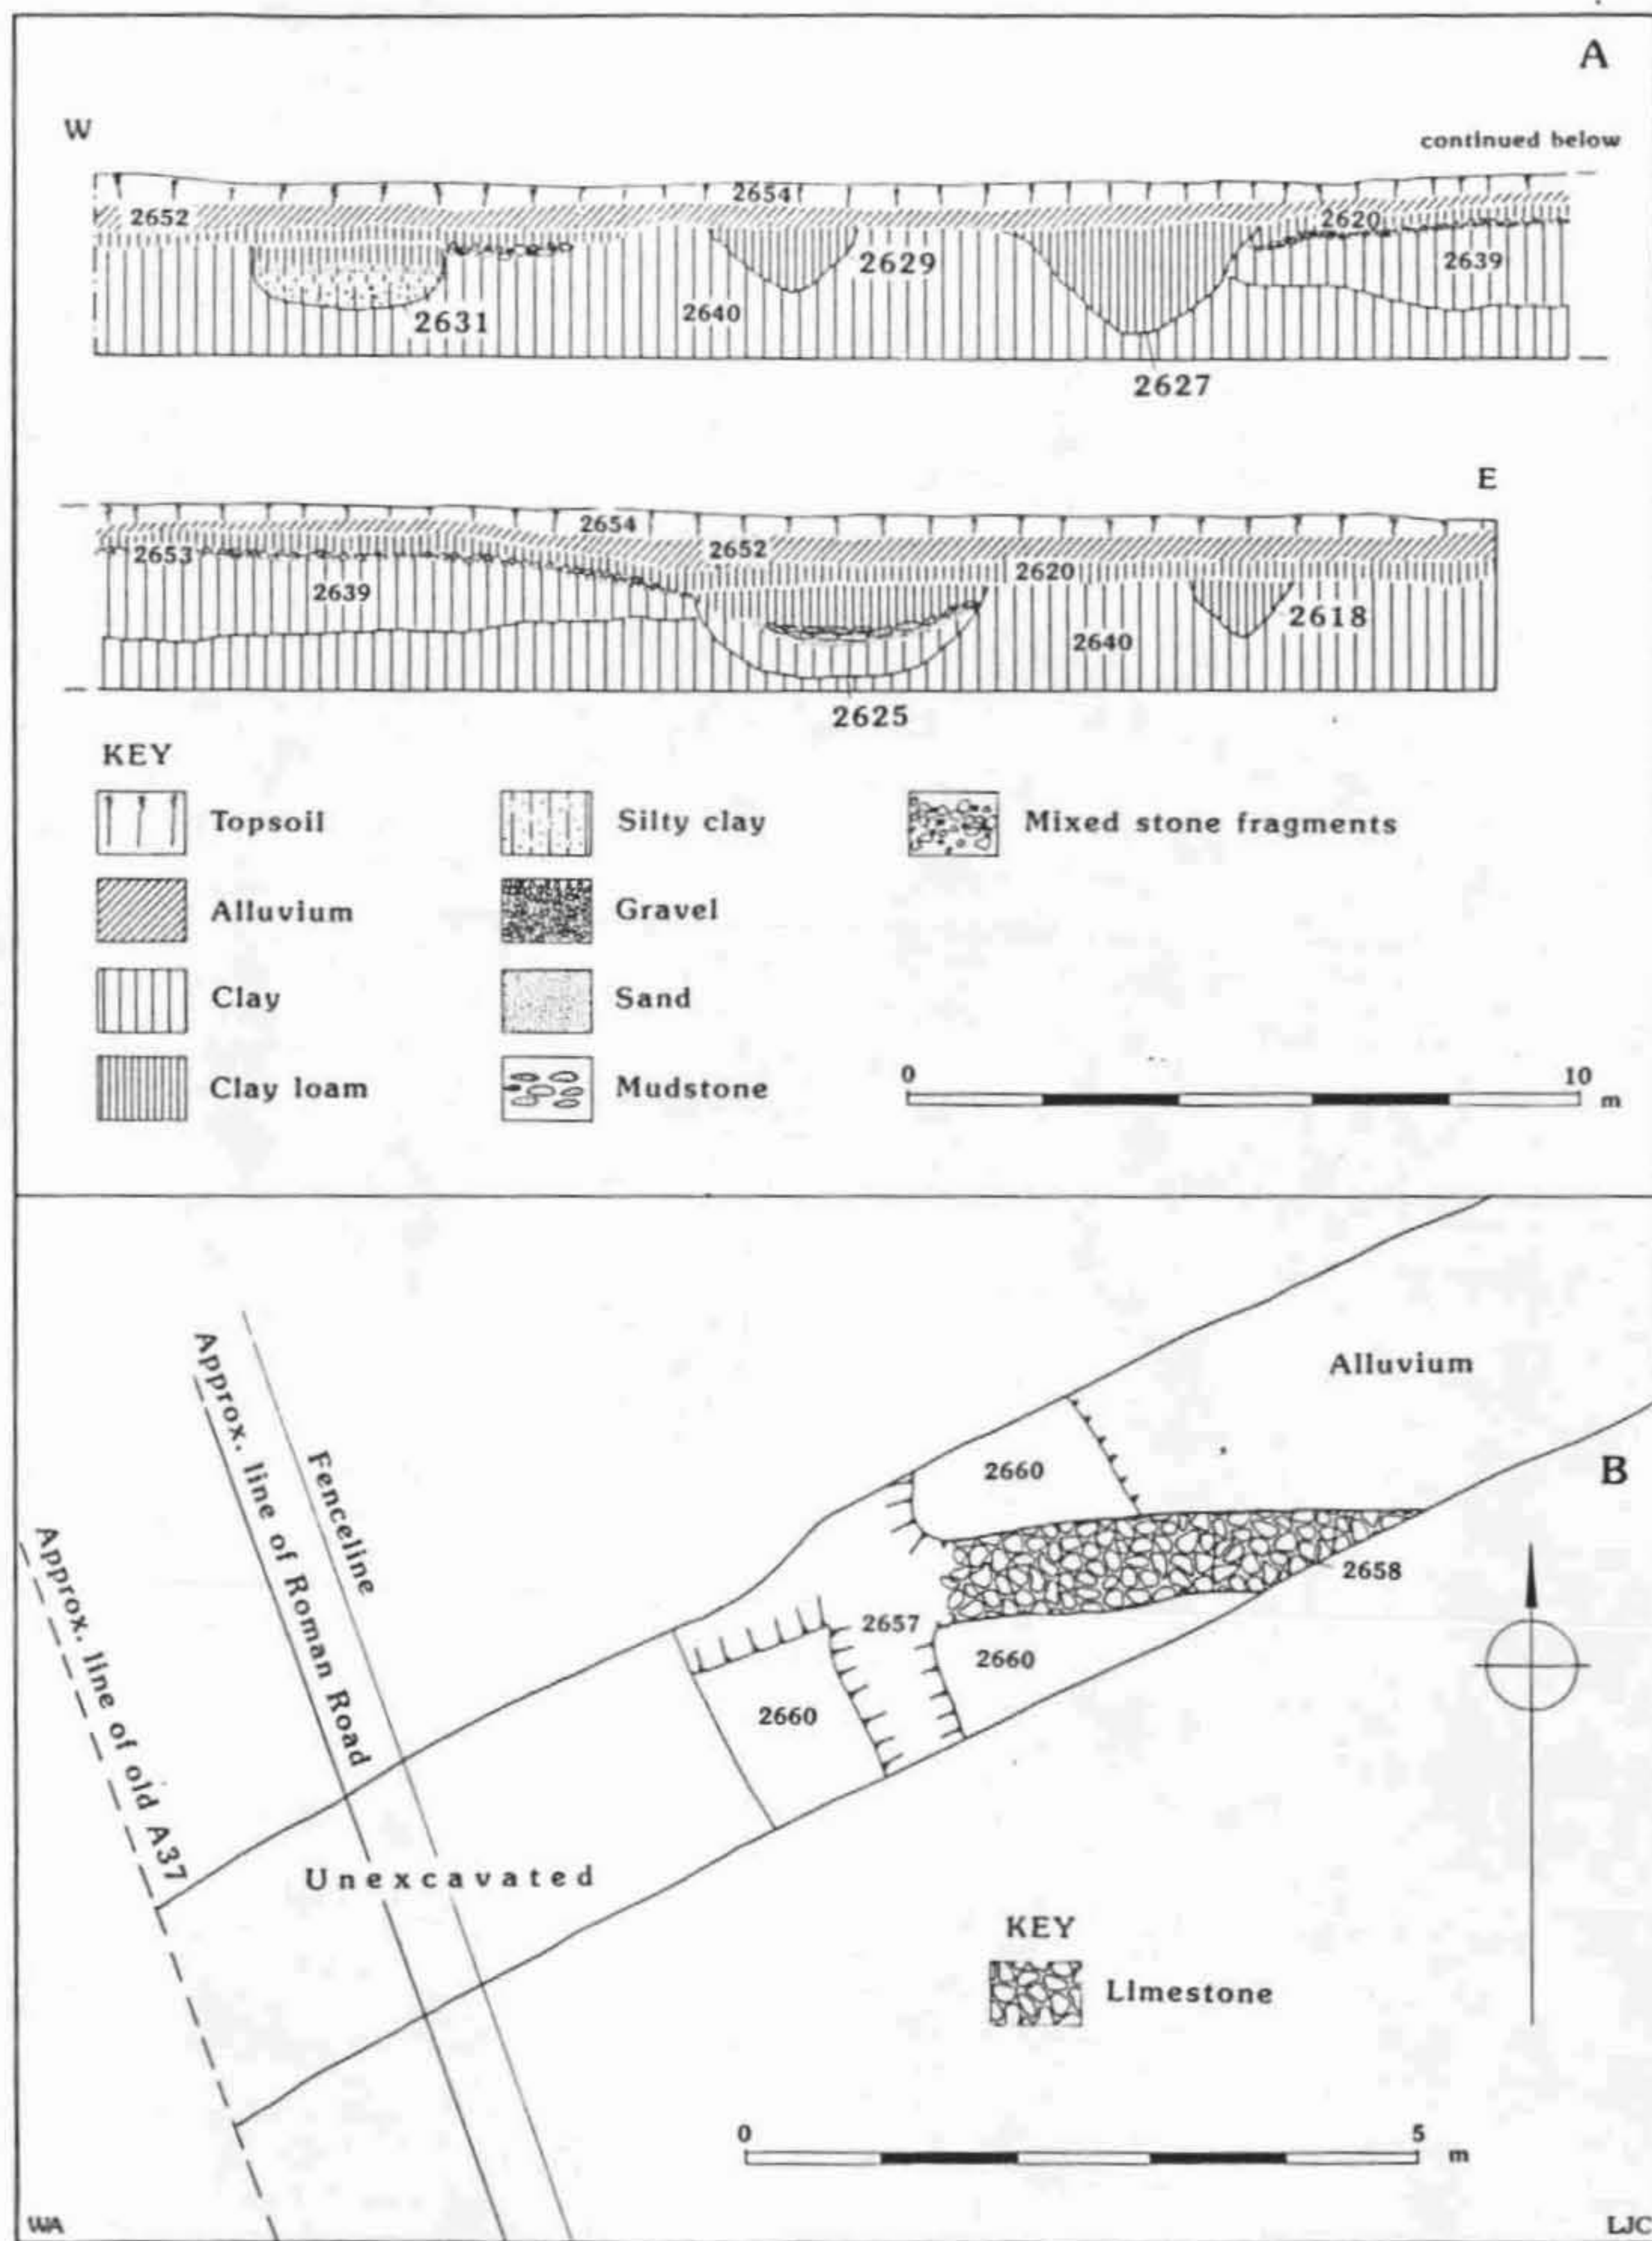 A
W
continued below
2654
2652
2620
2629
2639
2631
2640
2627
E
2654
2653
2652
2620
2639
2618
2640
2625
KEY
Topsoil
Silty clay
Mixed stone fragments
Alluvium
Gravel
Clay
Sand
Clay loam
Mudstone
0 10
m
Alluvium
Approx. line of Roman Road
Fenceline
B
2660
Approx. line of old A37
2658
2657
2660
2660
Unexcavated
KEY
Limestone
0 5
m
WA
LJC